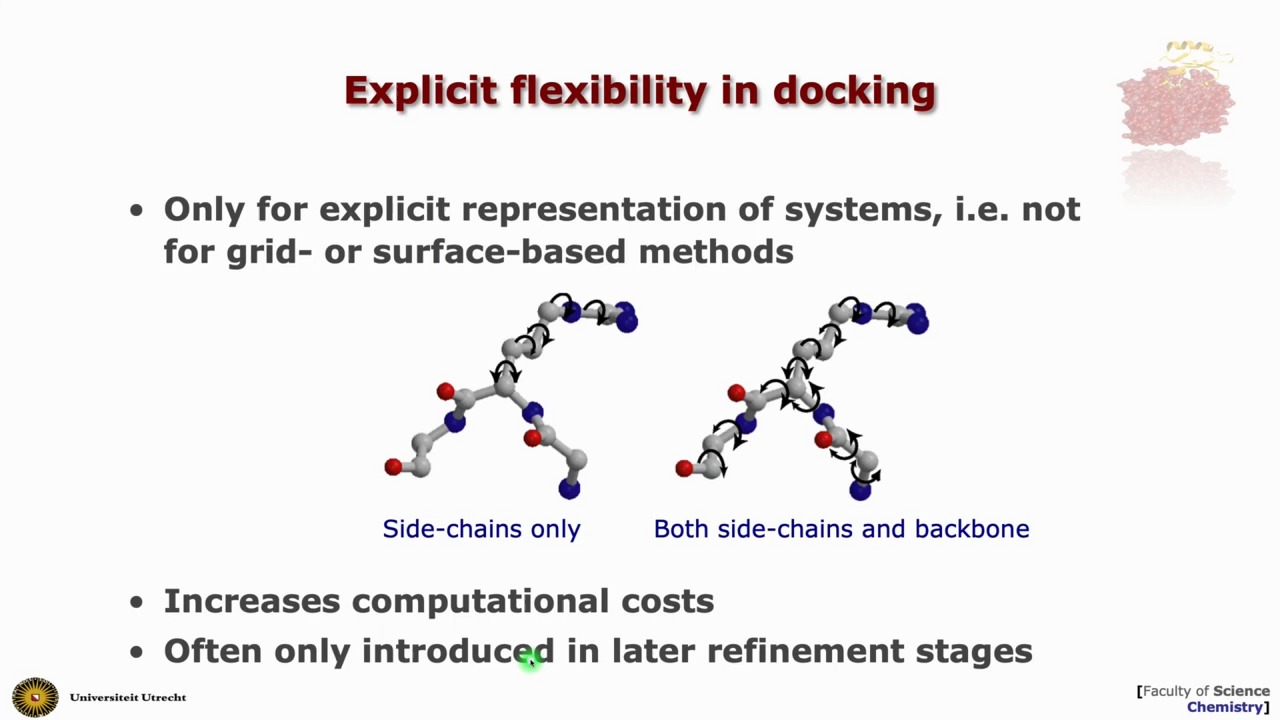 Explicit flexibility in docking
• Only for explicit representation of systems, i.e. not
for grid- or surface-based methods
Side-chains only
Both side-chains and backbone
• Increases computational costs
• Often only introduced in later refinement stages
Universiteit Utrecht
[Faculty of Science
Chemistry]